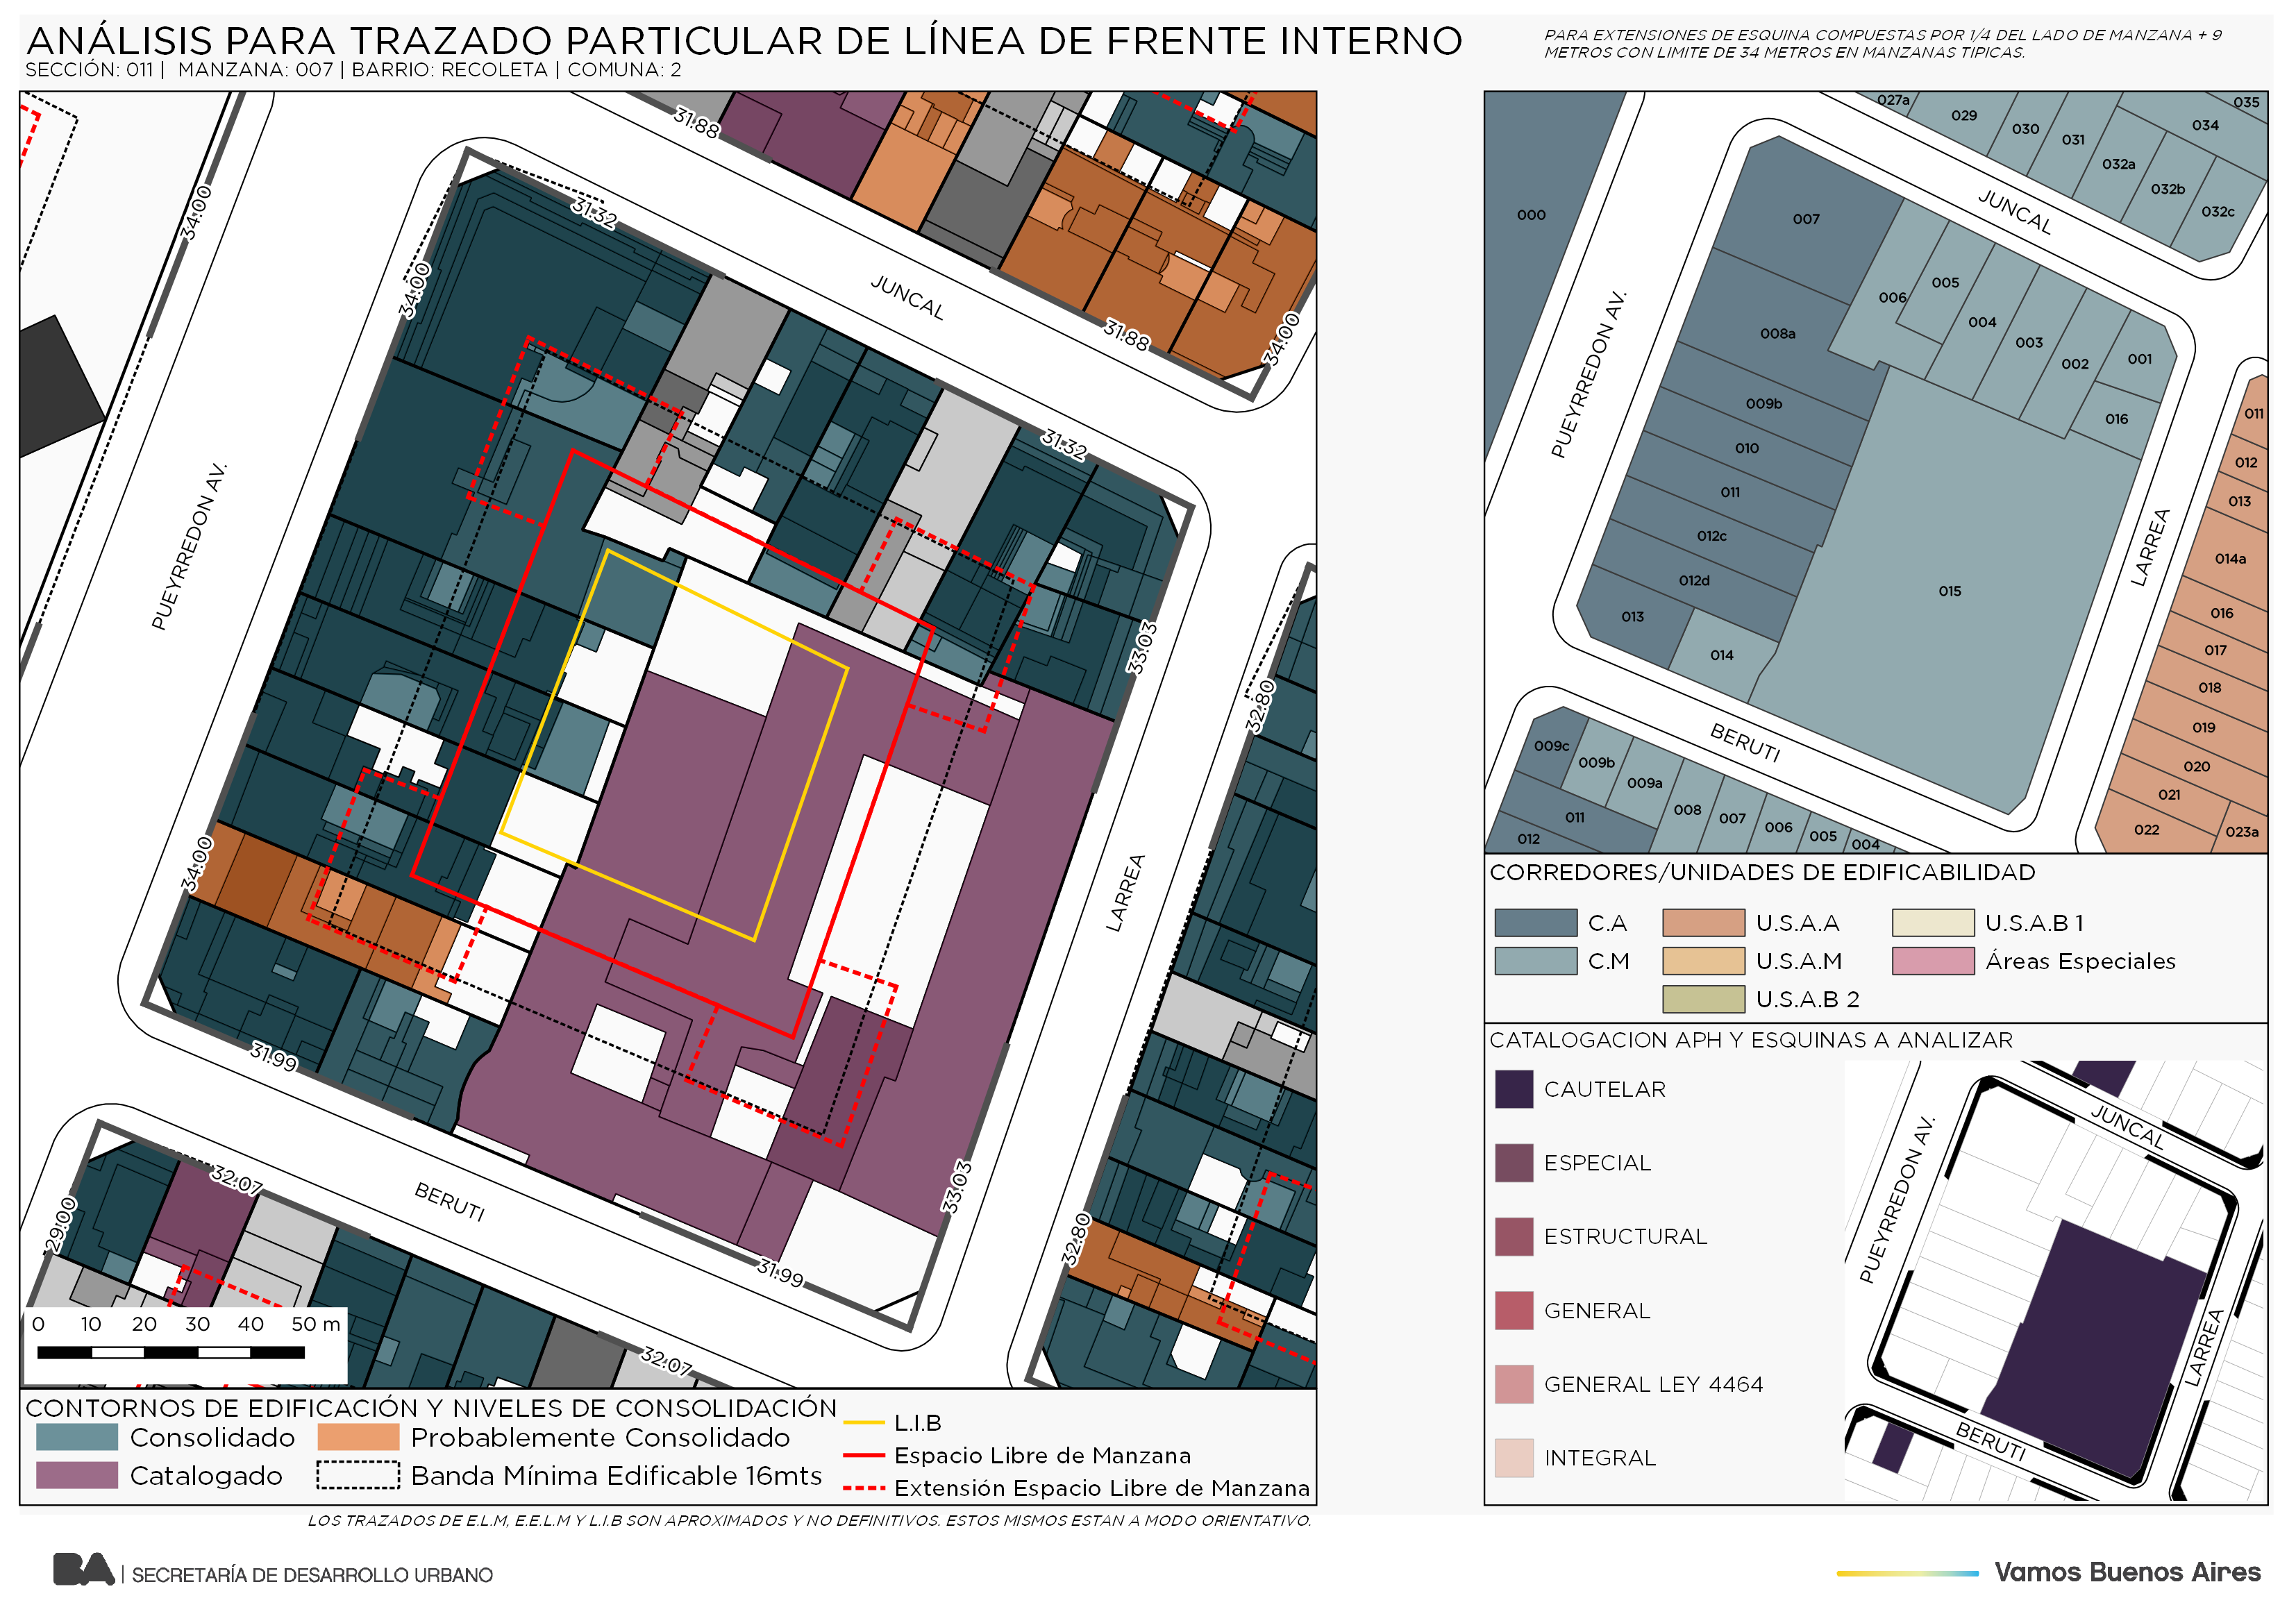 ANÁLISIS PARA TRAZADO PARTICULAR DE LÍNEA DE FRENTE INTERNO
SECCIÓN: 011 | MANZANA: 007 | BARRIO: RECOLETA | COMUNA: 2
PARA EXTENSIONES DE ESQUINA COMPUESTAS POR 1/4 DEL LADO DE MANZANA + 9
METROS CON LIMITE DE 34 METROS EN MANZANAS TIPICAS.
31.88
34:00
31.32
34:00
JUNCAL
31.88
34:00
31.32
PUEYRREDON AV.
33.03
32.80
34:00
LARREA
31.99
33.03
32.07
BERUTI
29:00
32.80
31.99
32.07
0 10 20 30 40 50 m
CONTORNOS DE EDIFICACIÓN Y NIVELES DE CONSOLIDACIÓN
Consolidado
Probablemente Consolidado
Catalogado
Banda Mínima Edificable 16mts
L.I.B
Espacio Libre de Manzana
Extensión Espacio Libre de Manzana
LOS TRAZADOS DE E.L.M, E.E.L.M Y L.I.B SON APROXIMADOS Y NO DEFINITIVOS. ESTOS MISMOS ESTAN A MODO ORIENTATIVO.
027a
029
030
031
032a
032b
032c
034
035
000
007
JUNCAL
006
005
004
003
002
001
016
008a
PUEYRREDON AV.
009b
010
011
012c
012d
013
014
015
LARREA
011
012
013
014a
016
017
018
019
020
021
022
023a
BERUTI
009c
009b
009a
008
007
006
005
004
011
012
CORREDORES/UNIDADES DE EDIFICABILIDAD
C.A
U.S.A.A
U.S.A.B 1
C.M
U.S.A.M
Áreas Especiales
U.S.A.B 2
CATALOGACION APH Y ESQUINAS A ANALIZAR
CAUTELAR
ESPECIAL
ESTRUCTURAL
GENERAL
GENERAL LEY 4464
INTEGRAL
JUNCAL
PUEYRREDON AV.
LARREA
BERUTI
BA | SECRETARÍA DE DESARROLLO URBANO
Vamos Buenos Aires